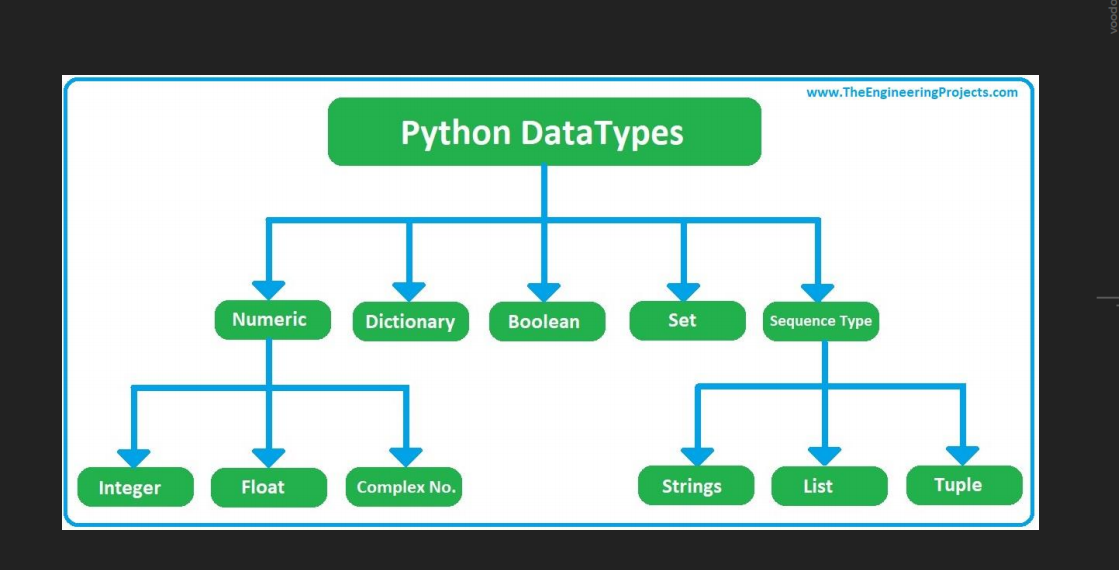 www.TheEngineeringProjects.com
Python DataTypes
Numeric
Dictionary
Boolean
Set
Sequence Type
Integer
Float
Complex No.
Strings
List
Tuple